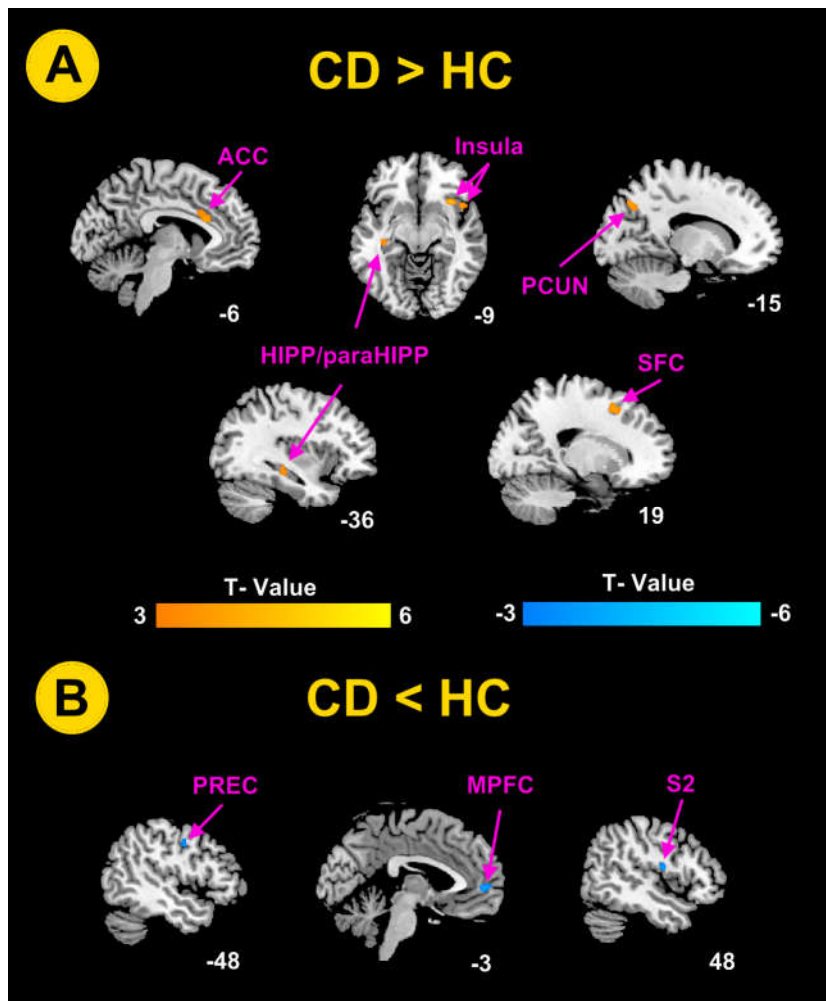 A
CD > HC
ACC
Insula
PCUN
-6
-9
-15
HIPP/paraHIPP
SFC
-36
19
T- Value
T- Value
3
6
-3
-6
B
CD < HC
PREC
MPFC
S2
-48
-3
48